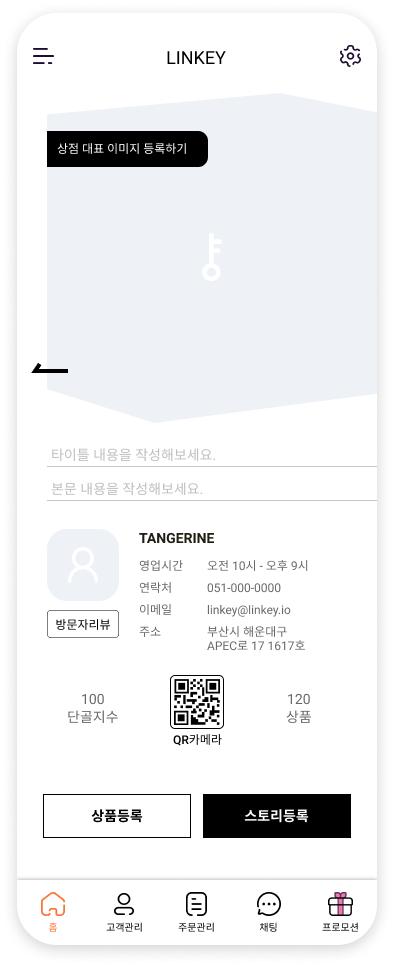 LINKEY
상점 대표 이미지 등록하기
타이틀 내용을 작성해보세요.
본문 내용을 작성해보세요.
TANGERINE
영업시간 오전 10시 - 오후 9시
연락처 051-000-0000
이메일 linkey@linkey.io
주소 부산시 해운대구
APEC로 17 1617호
방문자리뷰
100
단골지수
QR카메라
120
상품
상품등록
스토리등록
홈
고객관리
주문관리
채팅
프로모션